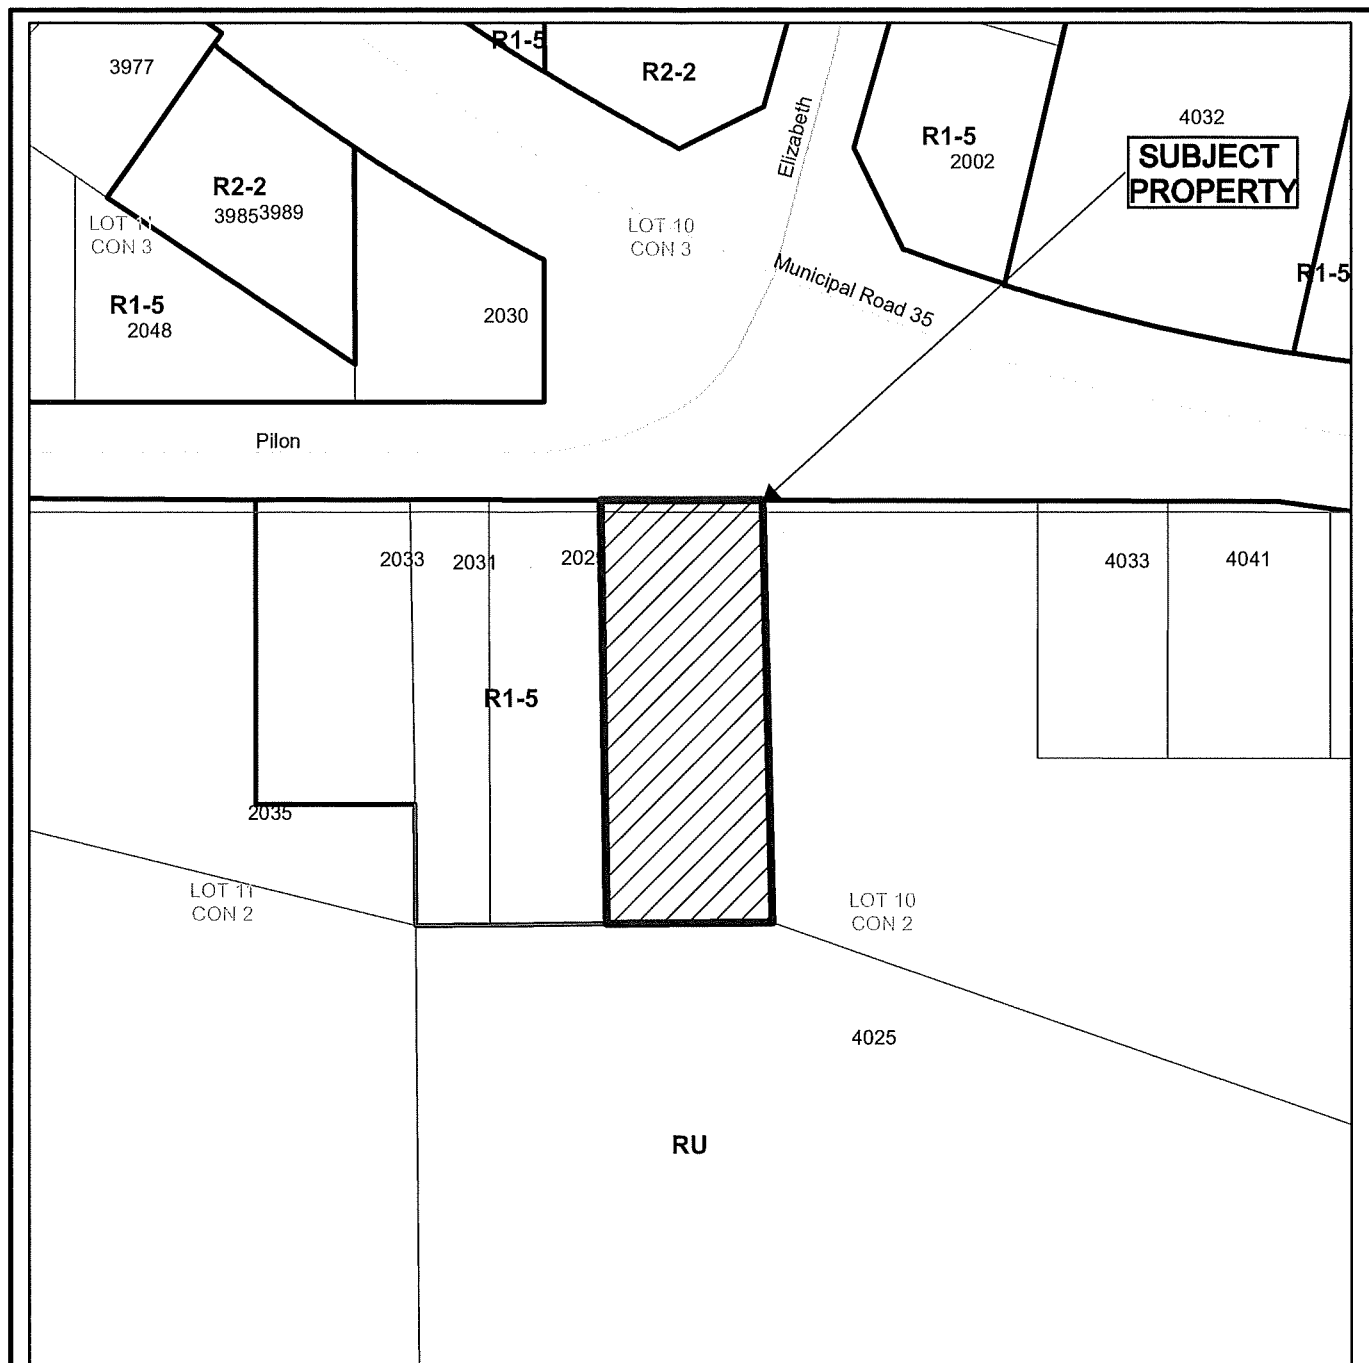 R1-5
3977
R2-2
Elizabeth
4032
R1-5
2002
SUBJECT
PROPERTY
R2-2
3985 3989
LOT 11
CON 3
LOT 10
CON 3
Municipal Road 35
R1-5
R1-5
2048
2030
Pilon
2033
2031
2029
4033
4041
R1-5
2035
LOT 11
CON 2
LOT 10
CON 2
4025
RU